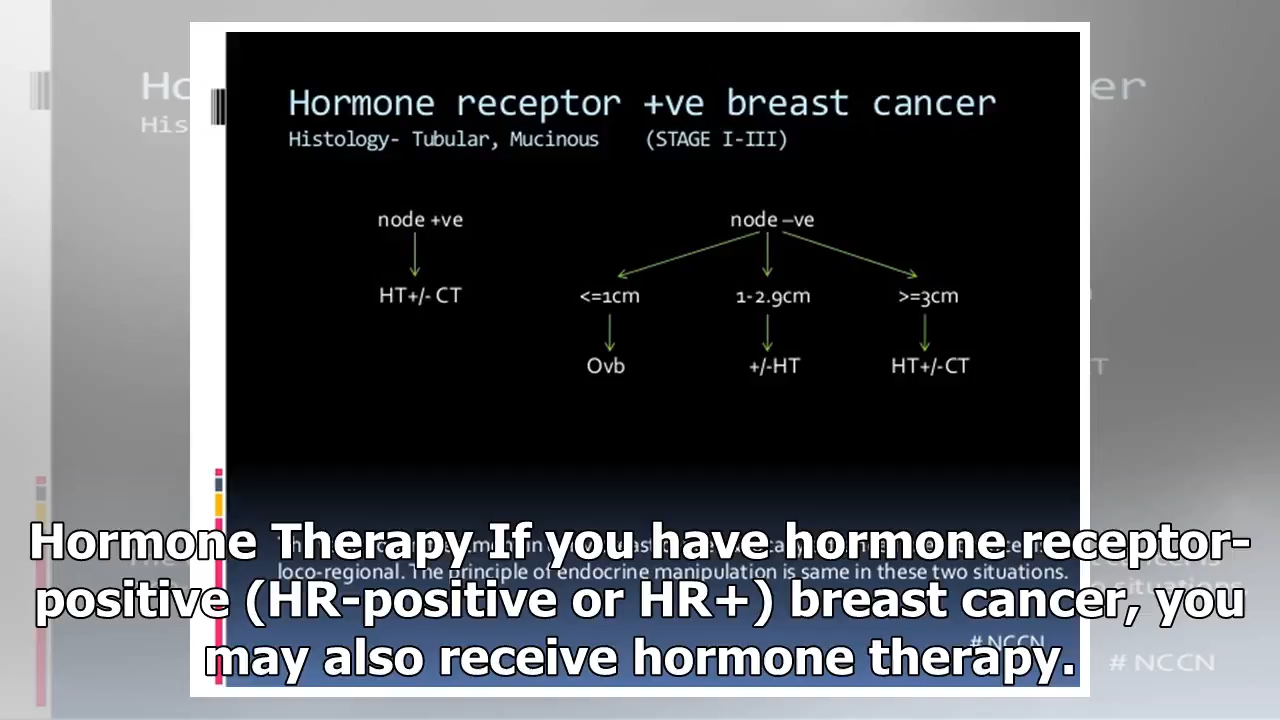 Hormone receptor +ve breast cancer
Histology- Tubular, Mucinous (STAGE I-III)
node +ve node –ve
HT+/- CT <=1cm 1-2.9cm >=3cm
Ovb +/-HT HT+/-CT
loco-regional. The principle of endocrine manipulation is same in these two situations.
# NCCN
Hormone Therapy If you have hormone receptor-
positive (HR-positive or HR+) breast cancer, you
may also receive hormone therapy.
# NCCN